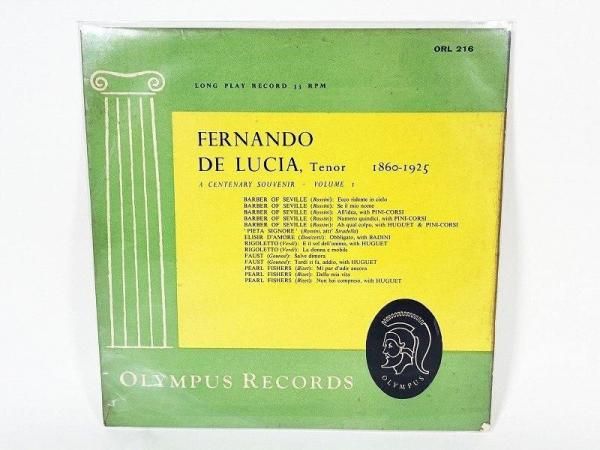 ORL 216
LONG PLAY RECORD 33 RPM
FERNANDO
DE LUCIA, Tenor 1860-1925
A CENTENARY SOUVENIR - VOLUME 1
BARBER OF SEVILLE (Rossini): Ecco ridente in cielo
BARBER OF SEVILLE (Rossini): Se il mio nome
BARBER OF SEVILLE (Rossini): All'idea, with PINI-CORSI
BARBER OF SEVILLE (Rossini): Numero quindici, with PINI-CORSI
BARBER OF SEVILLE (Rossini): Ah qual colpo, with HUGUET & PINI-CORSI
'PIETA SIGNORE' (Rossini, attr' Stradella)
ELISIR D'AMORE (Donizetti): Obbligato, with BADINI
RIGOLETTO (Verdi): E il sol dell'anima, with HUGUET
RIGOLETTO (Verdi): La donna e mobile
FAUST (Gounod): Salve dimora
FAUST (Gounod): Tardi si fa, addio, with HUGUET
PEARL FISHERS (Bizet): Mi par d'udir ancora
PEARL FISHERS (Bizet): Della mia vita
PEARL FISHERS (Bizet): Non hai compreso, with HUGUET
OLYMPUS
OLYMPUS RECORDS